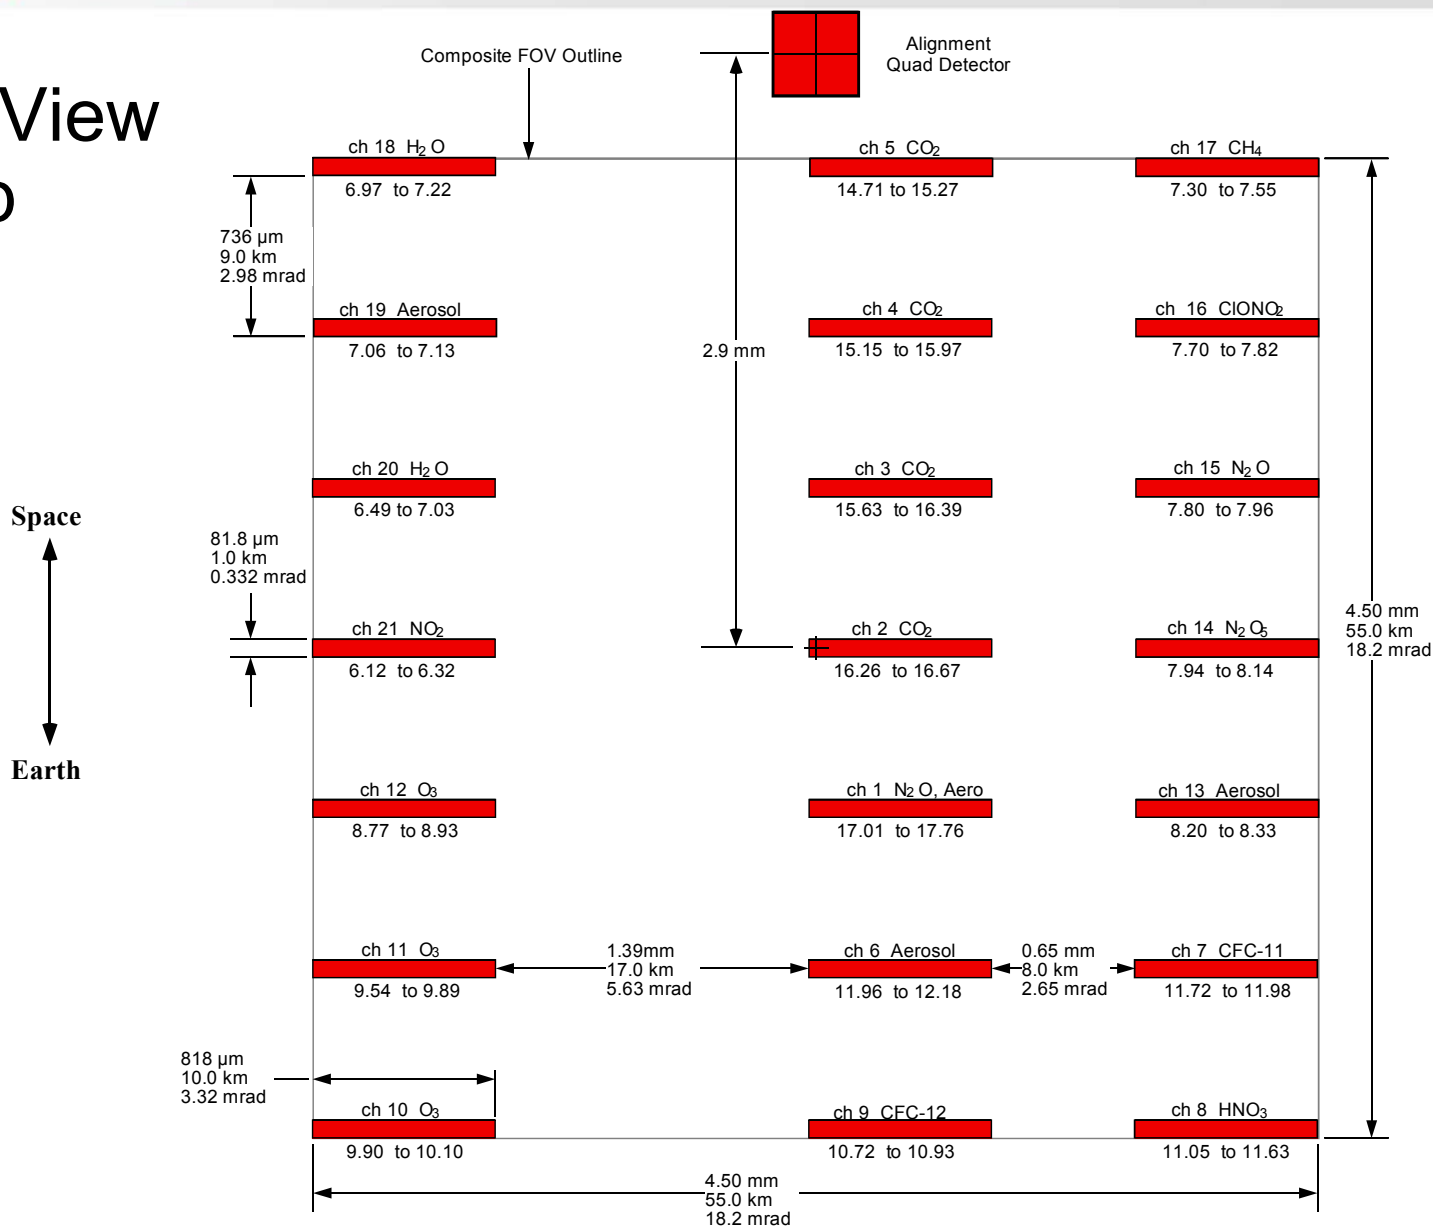 View
Composite FOV Outline
Alignment
Quad Detector
ch 18 H₂O
6.97 to 7.22
ch 5 CO₂
14.71 to 15.27
ch 17 CH₄
7.30 to 7.55
736 µm
9.0 km
2.98 mrad
ch 19 Aerosol
7.06 to 7.13
ch 4 CO₂
15.15 to 15.97
ch 16 ClONO₂
7.70 to 7.82
2.9 mm
ch 20 H₂O
6.49 to 7.03
ch 3 CO₂
15.63 to 16.39
ch 15 N₂O
7.80 to 7.96
Space
Earth
81.8 µm
1.0 km
0.332 mrad
ch 21 NO₂
6.12 to 6.32
ch 2 CO₂
16.26 to 16.67
ch 14 N₂O₅
7.94 to 8.14
4.50 mm
55.0 km
18.2 mrad
ch 12 O₃
8.77 to 8.93
ch 1 N₂O, Aero
17.01 to 17.76
ch 13 Aerosol
8.20 to 8.33
ch 11 O₃
9.54 to 9.89
1.39mm
17.0 km
5.63 mrad
ch 6 Aerosol
11.96 to 12.18
0.65 mm
8.0 km
2.65 mrad
ch 7 CFC-11
11.72 to 11.98
818 µm
10.0 km
3.32 mrad
ch 10 O₃
9.90 to 10.10
ch 9 CFC-12
10.72 to 10.93
ch 8 HNO₃
11.05 to 11.63
4.50 mm
55.0 km
18.2 mrad